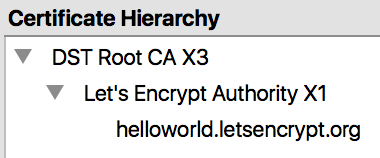 Certificate Hierarchy
DST Root CA X3
Let's Encrypt Authority X1
helloworld.letsencrypt.org